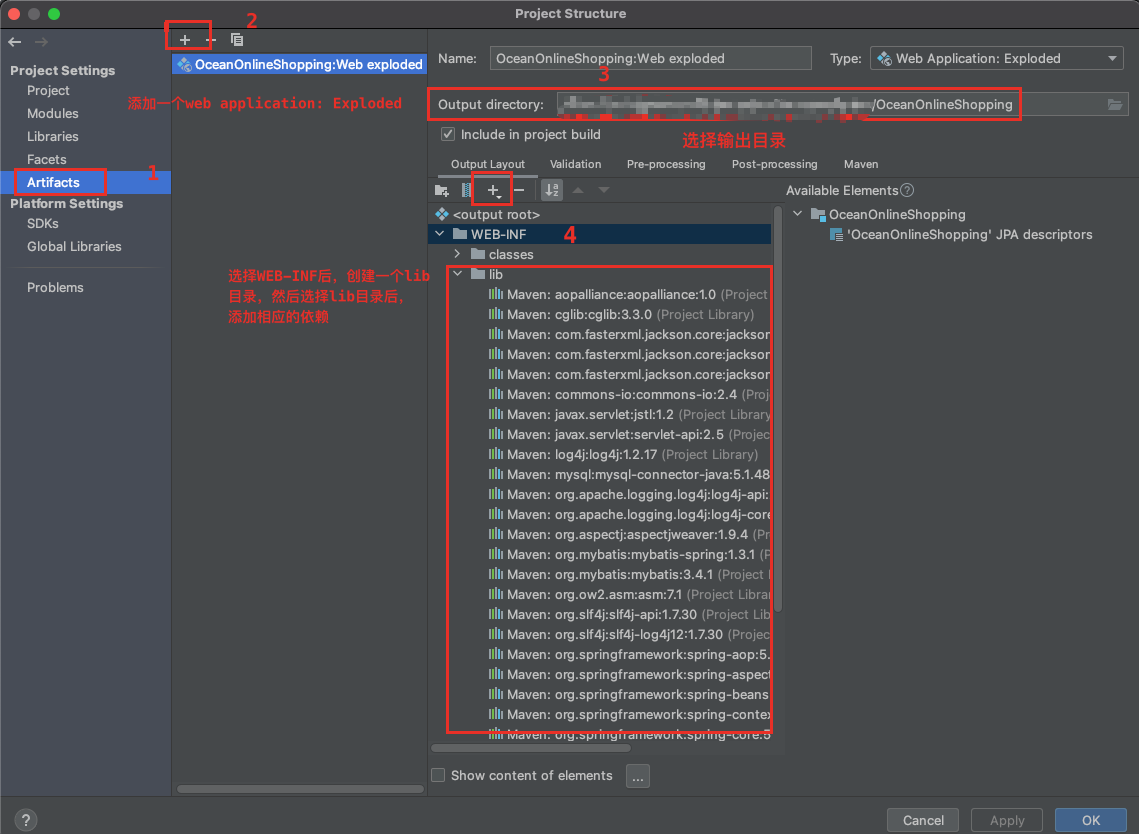 Project Structure
2
Project Settings
Project
Modules
Libraries
Facets
1
Artifacts
Platform Settings
SDKs
Global Libraries
Problems
OceanOnlineShopping:Web exploded
添加一个web application: Exploded
选择WEB-INF后，创建一个lib
目录，然后选择lib目录后，
添加相应的依赖
Name: OceanOnlineShopping:Web exploded Type: Web Application: Exploded
3
Output directory: /OceanOnlineShopping
Include in project build
选择输出目录
Output Layout Validation Pre-processing Post-processing Maven
Available Elements
<output root>
WEB-INF 4
classes
lib
Maven: aopalliance:aopalliance:1.0 (Project
Maven: cglib:cglib:3.3.0 (Project Library)
Maven: com.fasterxml.jackson.core:jackson
Maven: com.fasterxml.jackson.core:jackson
Maven: com.fasterxml.jackson.core:jackson
Maven: commons-io:commons-io:2.4 (Proj
Maven: javax.servlet:jstl:1.2 (Project Library
Maven: javax.servlet:servlet-api:2.5 (Projec
Maven: log4j:log4j:1.2.17 (Project Library)
Maven: mysql:mysql-connector-java:5.1.48
Maven: org.apache.logging.log4j:log4j-api:
Maven: org.apache.logging.log4j:log4j-core
Maven: org.aspectj:aspectjweaver:1.9.4 (Pr
Maven: org.mybatis:mybatis-spring:1.3.1 (P
Maven: org.mybatis:mybatis:3.4.1 (Project
Maven: org.ow2.asm:asm:7.1 (Project Librar
Maven: org.slf4j:slf4j-api:1.7.30 (Project Lib
Maven: org.slf4j:slf4j-log4j12:1.7.30 (Projec
Maven: org.springframework:spring-aop:5.
Maven: org.springframework:spring-aspect
Maven: org.springframework:spring-beans
Maven: org.springframework:spring-contex
Maven: org.springframework:spring-core:5
OceanOnlineShopping
'OceanOnlineShopping' JPA descriptors
Show content of elements ...
? Cancel Apply OK